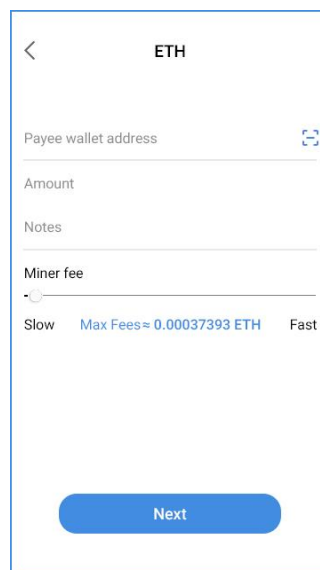 ETH
Payee wallet address
Amount
Notes
Miner fee
Slow Max Fees≈ 0.00037393 ETH Fast
Next